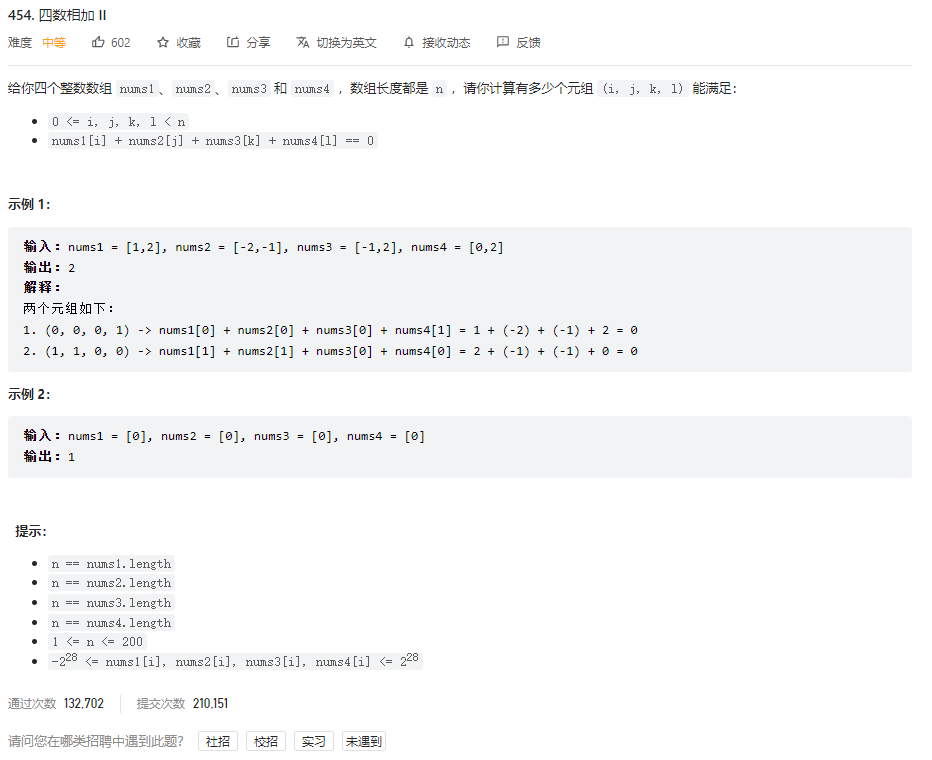 454. 四数相加 II
难度 中等 602 收藏 分享 切换为英文 接收动态 反馈
给你四个整数数组 nums1、nums2、nums3 和 nums4 ，数组长度都是 n ，请你计算有多少个元组 (i, j, k, l) 能满足：
0 <= i, j, k, l < n
nums1[i] + nums2[j] + nums3[k] + nums4[l] == 0
示例 1：
输入：nums1 = [1,2], nums2 = [-2,-1], nums3 = [-1,2], nums4 = [0,2]
输出：2
解释：
两个元组如下：
1. (0, 0, 0, 1) -> nums1[0] + nums2[0] + nums3[0] + nums4[1] = 1 + (-2) + (-1) + 2 = 0
2. (1, 1, 0, 0) -> nums1[1] + nums2[1] + nums3[0] + nums4[0] = 2 + (-1) + (-1) + 0 = 0
示例 2：
输入：nums1 = [0], nums2 = [0], nums3 = [0], nums4 = [0]
输出：1
提示：
n == nums1.length
n == nums2.length
n == nums3.length
n == nums4.length
1 <= n <= 200
-2²⁸ <= nums1[i], nums2[i], nums3[i], nums4[i] <= 2²⁸
通过次数 132,702 提交次数 210,151
请问您在哪类招聘中遇到此题？ 社招 校招 实习 未遇到